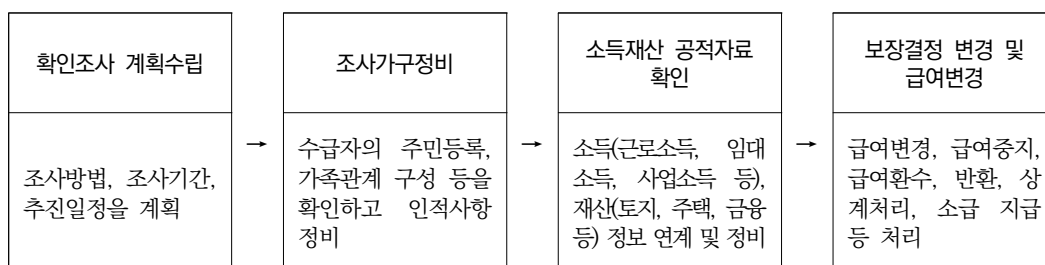 확인조사 계획수립
조사방법, 조사기간,
추진일정을 계획
→
조사가구정비
수급자의 주민등록,
가족관계 구성 등을
확인하고 인적사항
정비
→
소득재산 공적자료
확인
소득(근로소득, 임대
소득, 사업소득 등),
재산(토지, 주택, 금융
등) 정보 연계 및 정비
→
보장결정 변경 및
급여변경
급여변경, 급여중지,
급여환수, 반환, 상
계처리, 소급 지급
등 처리